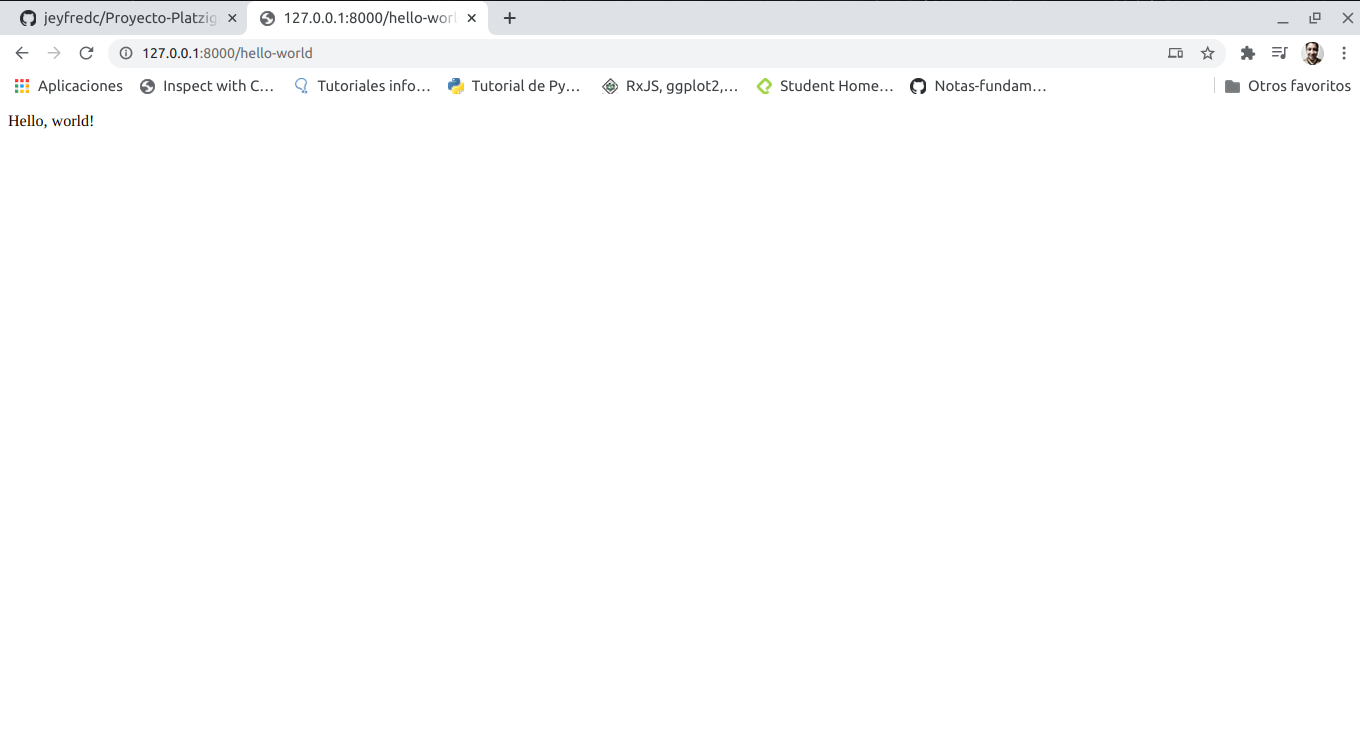 jeyfredc/Proyecto-Platzig
127.0.0.1:8000/hello-worl
127.0.0.1:8000/hello-world
Aplicaciones Inspect with C... Tutoriales info... Tutorial de Py... RxJS, ggplot2,... Student Home... Notas-fundam... Otros favoritos
Hello, world!